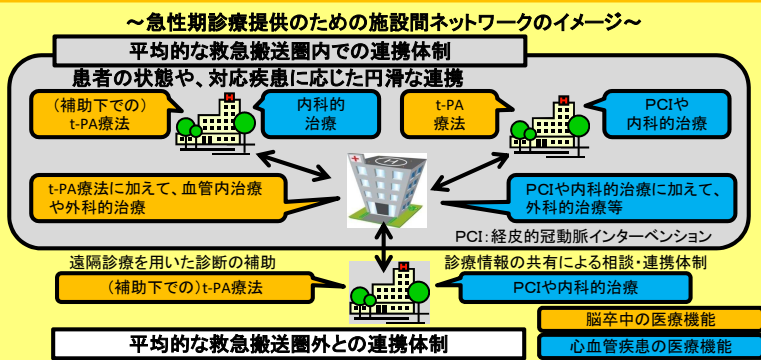 ~急性期診療提供のための施設間ネットワークのイメージ~
平均的な救急搬送圏内での連携体制
患者の状態や、対応疾患に応じた円滑な連携
(補助下での)
t-PA療法
内科的
治療
t-PA
療法
PCIや
内科的治療
t-PA療法に加えて、血管内治療
や外科的治療
PCIや内科的治療に加えて、
外科的治療等
PCI:経皮的冠動脈インターベンション
遠隔診療を用いた診断の補助
診療情報の共有による相談・連携体制
(補助下での)t-PA療法
PCIや内科的治療
平均的な救急搬送圏外との連携体制
脳卒中の医療機能
心血管疾患の医療機能
H
H
H
H